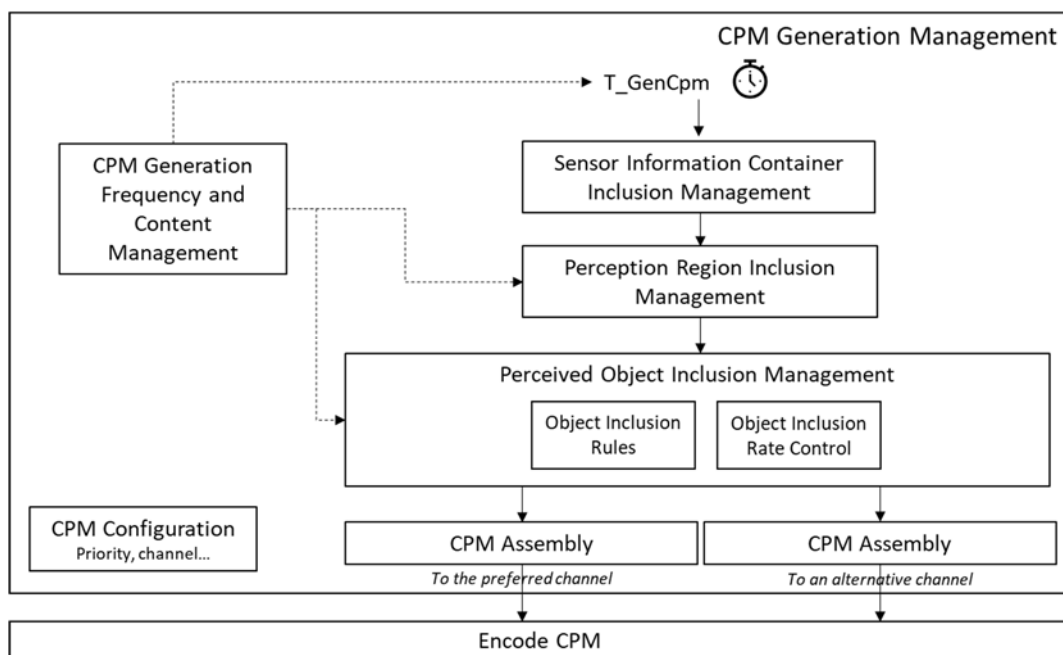 CPM Generation Management
T_GenCpm
CPM Generation
Frequency and
Content
Management
Sensor Information Container
Inclusion Management
Perception Region Inclusion
Management
Perceived Object Inclusion Management
Object Inclusion
Rules
Object Inclusion
Rate Control
CPM Configuration
Priority, channel...
CPM Assembly
To the preferred channel
CPM Assembly
To an alternative channel
Encode CPM